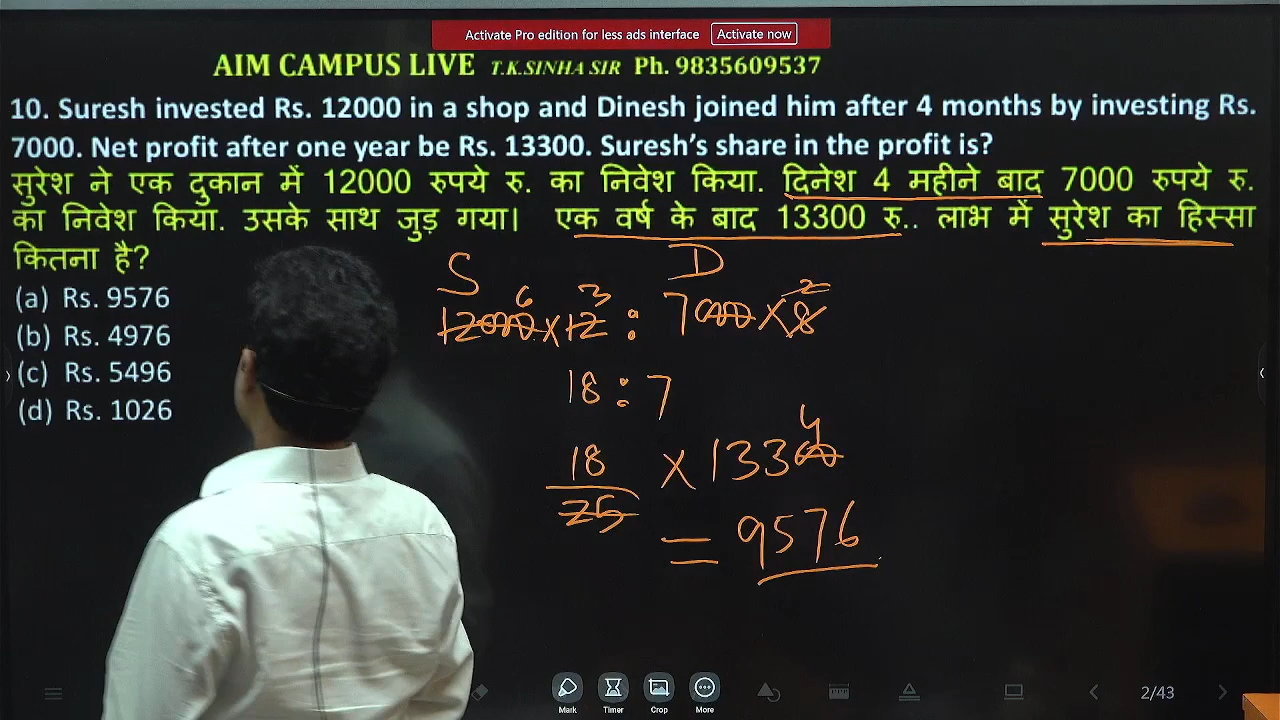 Activate Pro edition for less ads interface Activate now
AIM CAMPUS LIVE T.K.SINHA SIR Ph. 9835609537
10. Suresh invested Rs. 12000 in a shop and Dinesh joined him after 4 months by investing Rs.
7000. Net profit after one year be Rs. 13300. Suresh's share in the profit is?
सुरेश ने एक दुकान में 12000 रुपये रु. का निवेश किया. दिनेश 4 महीने बाद 7000 रुपये रु.
का निवेश किया. उसके साथ जुड़ गया। एक वर्ष के बाद 13300 रु.. लाभ में सुरेश का हिस्सा
कितना है?
(a) Rs. 9576
(b) Rs. 4976
(c) Rs. 5496
(d) Rs. 1026
S D
6 3 2
12000 x 12 : 7000 x 8
18 : 7
4
18 x 13300
25
= 9576
Mark Timer Crop More
2/43